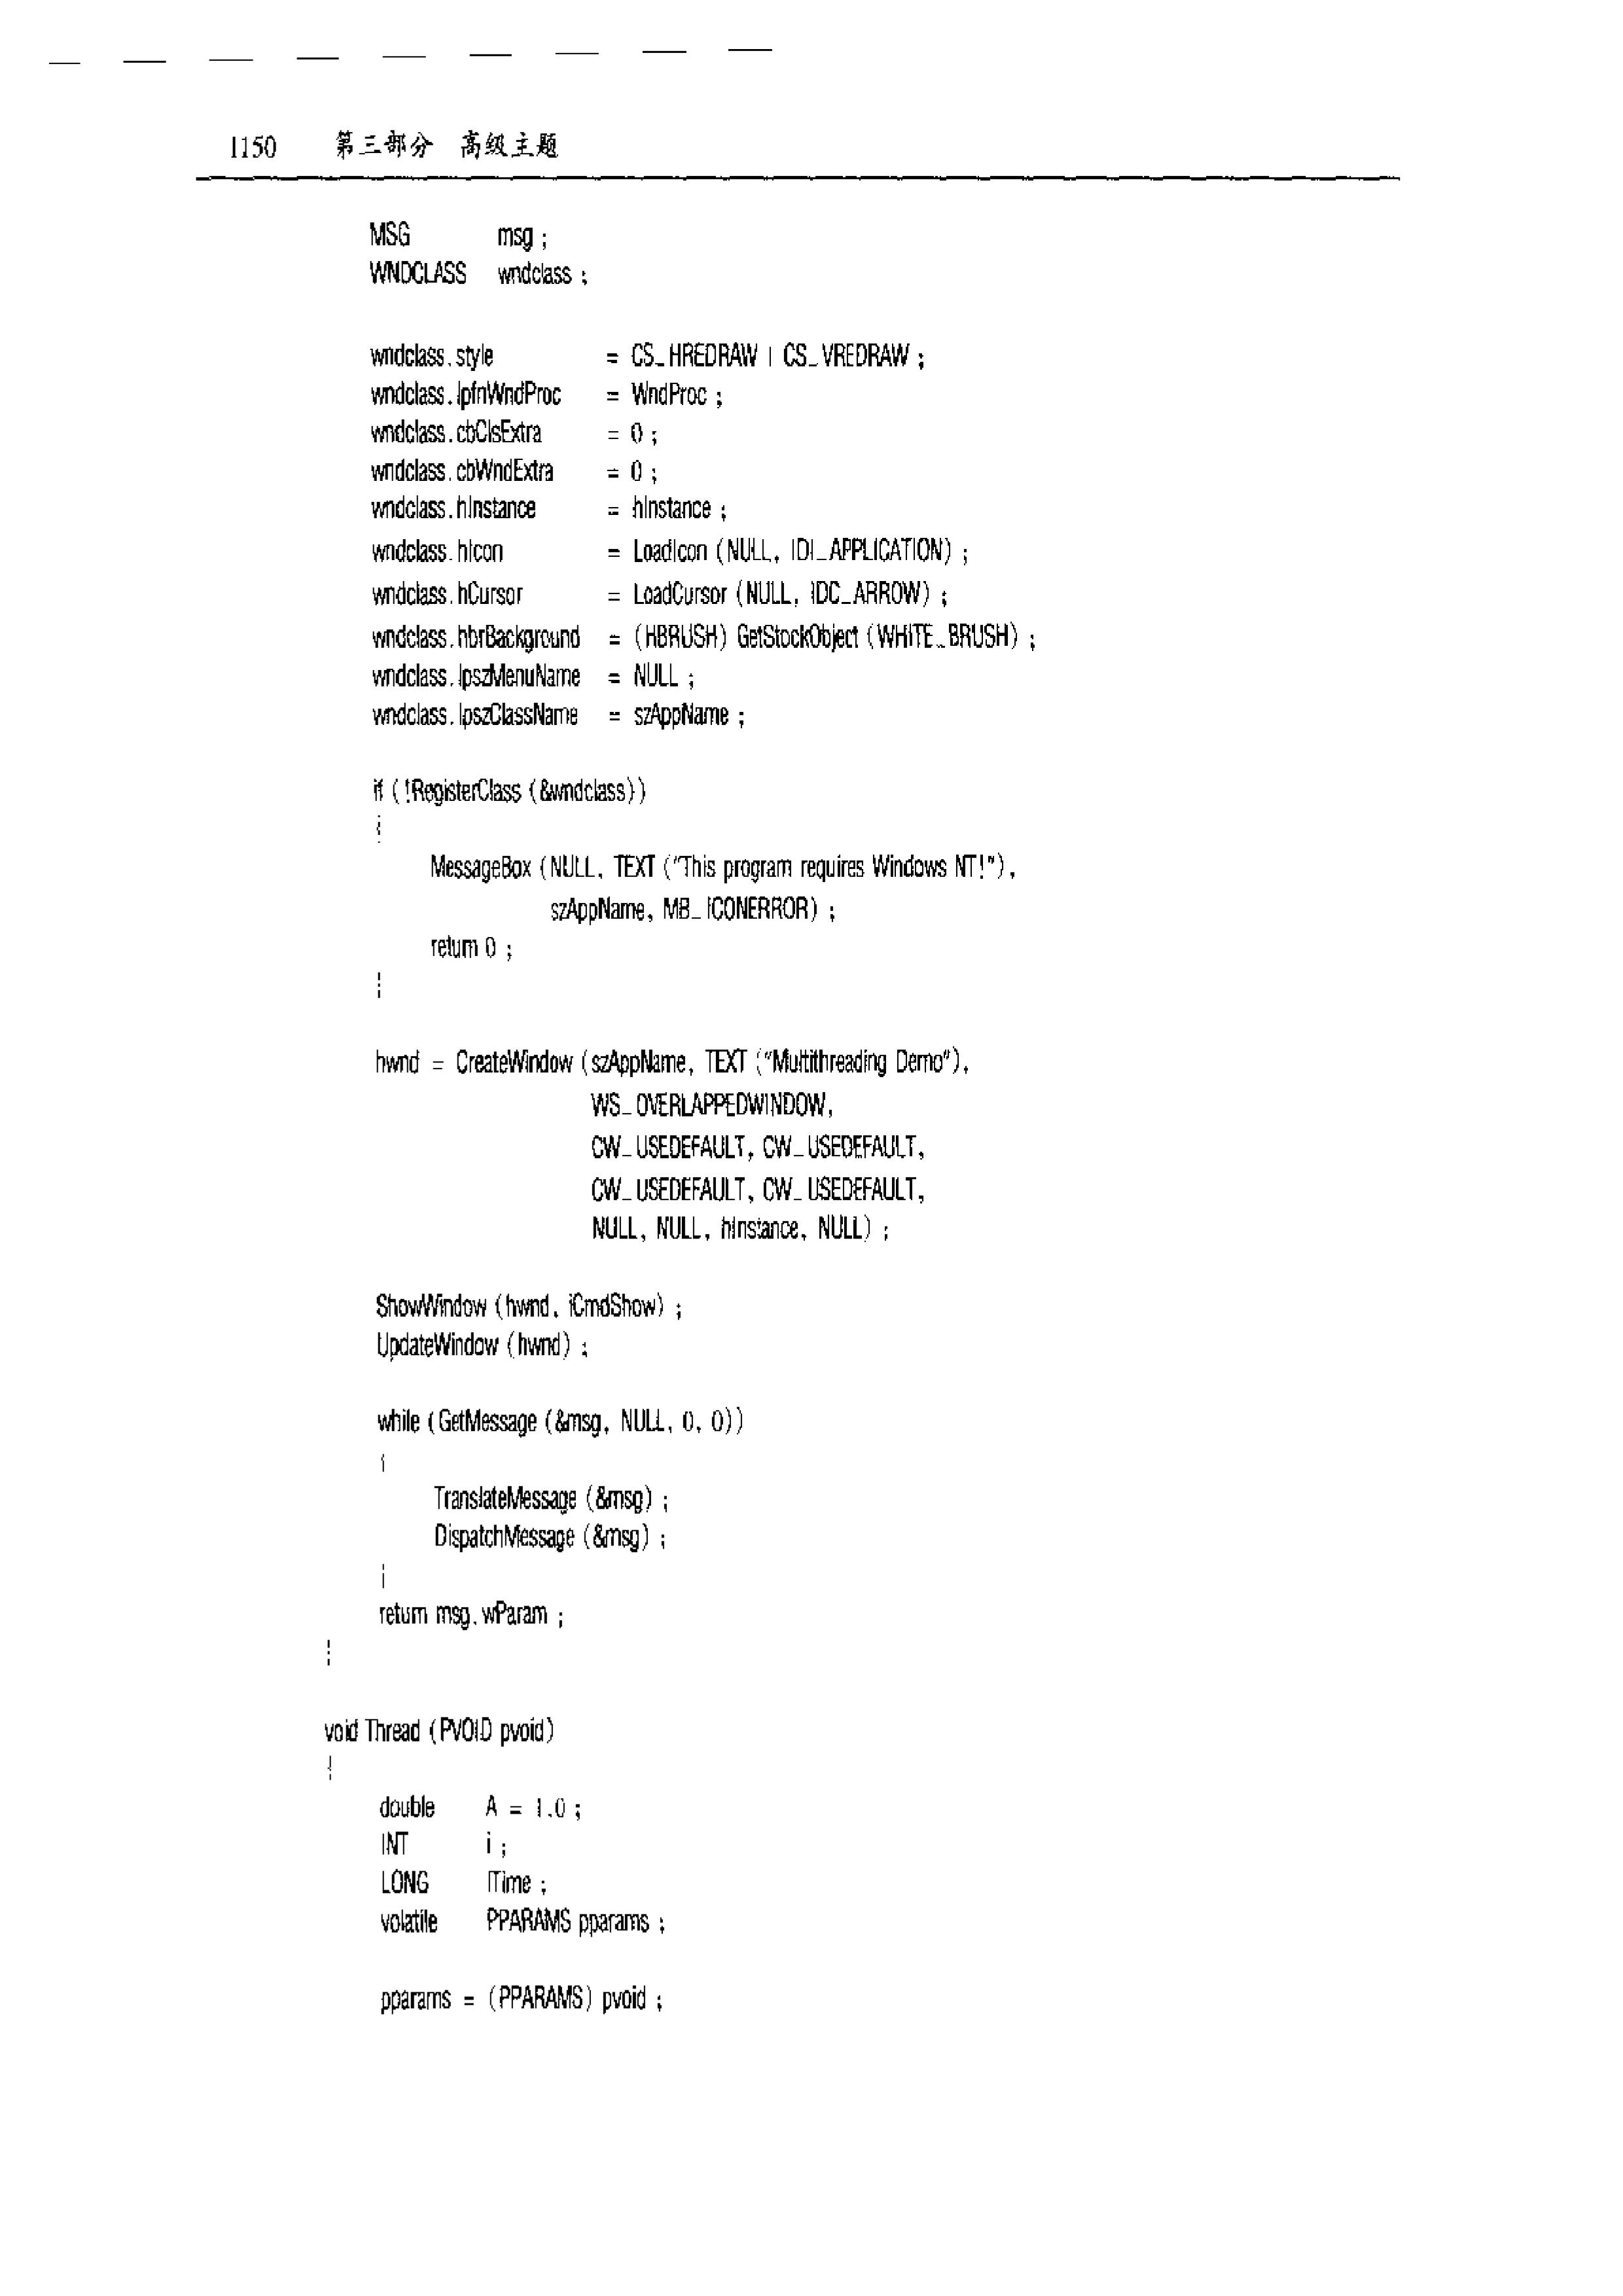 1150 第三部分 高级主题
MSG msg ;
WNDCLASS wndclass ;
wndclass.style = CS_HREDRAW | CS_VREDRAW ;
wndclass.lpfnWndProc = WndProc ;
wndclass.cbClsExtra = 0 ;
wndclass.cbWndExtra = 0 ;
wndclass.hInstance = hInstance ;
wndclass.hIcon = LoadIcon (NULL, IDI_APPLICATION) ;
wndclass.hCursor = LoadCursor (NULL, IDC_ARROW) ;
wndclass.hbrBackground = (HBRUSH) GetStockObject (WHITE_BRUSH) ;
wndclass.lpszMenuName = NULL ;
wndclass.lpszClassName = szAppName ;
if (!RegisterClass (&wndclass))
{
MessageBox (NULL, TEXT ("This program requires Windows NT!"),
szAppName, MB_ICONERROR) ;
return 0 ;
}
hwnd = CreateWindow (szAppName, TEXT ("Multithreading Demo"),
WS_OVERLAPPEDWINDOW,
CW_USEDEFAULT, CW_USEDEFAULT,
CW_USEDEFAULT, CW_USEDEFAULT,
NULL, NULL, hInstance, NULL) ;
ShowWindow (hwnd, iCmdShow) ;
UpdateWindow (hwnd) ;
while (GetMessage (&msg, NULL, 0, 0))
{
TranslateMessage (&msg) ;
DispatchMessage (&msg) ;
}
return msg.wParam ;
}
void Thread (PVOID pvoid)
{
double A = 1.0 ;
INT i ;
LONG lTime ;
volatile PPARAMS pparams ;
pparams = (PPARAMS) pvoid ;